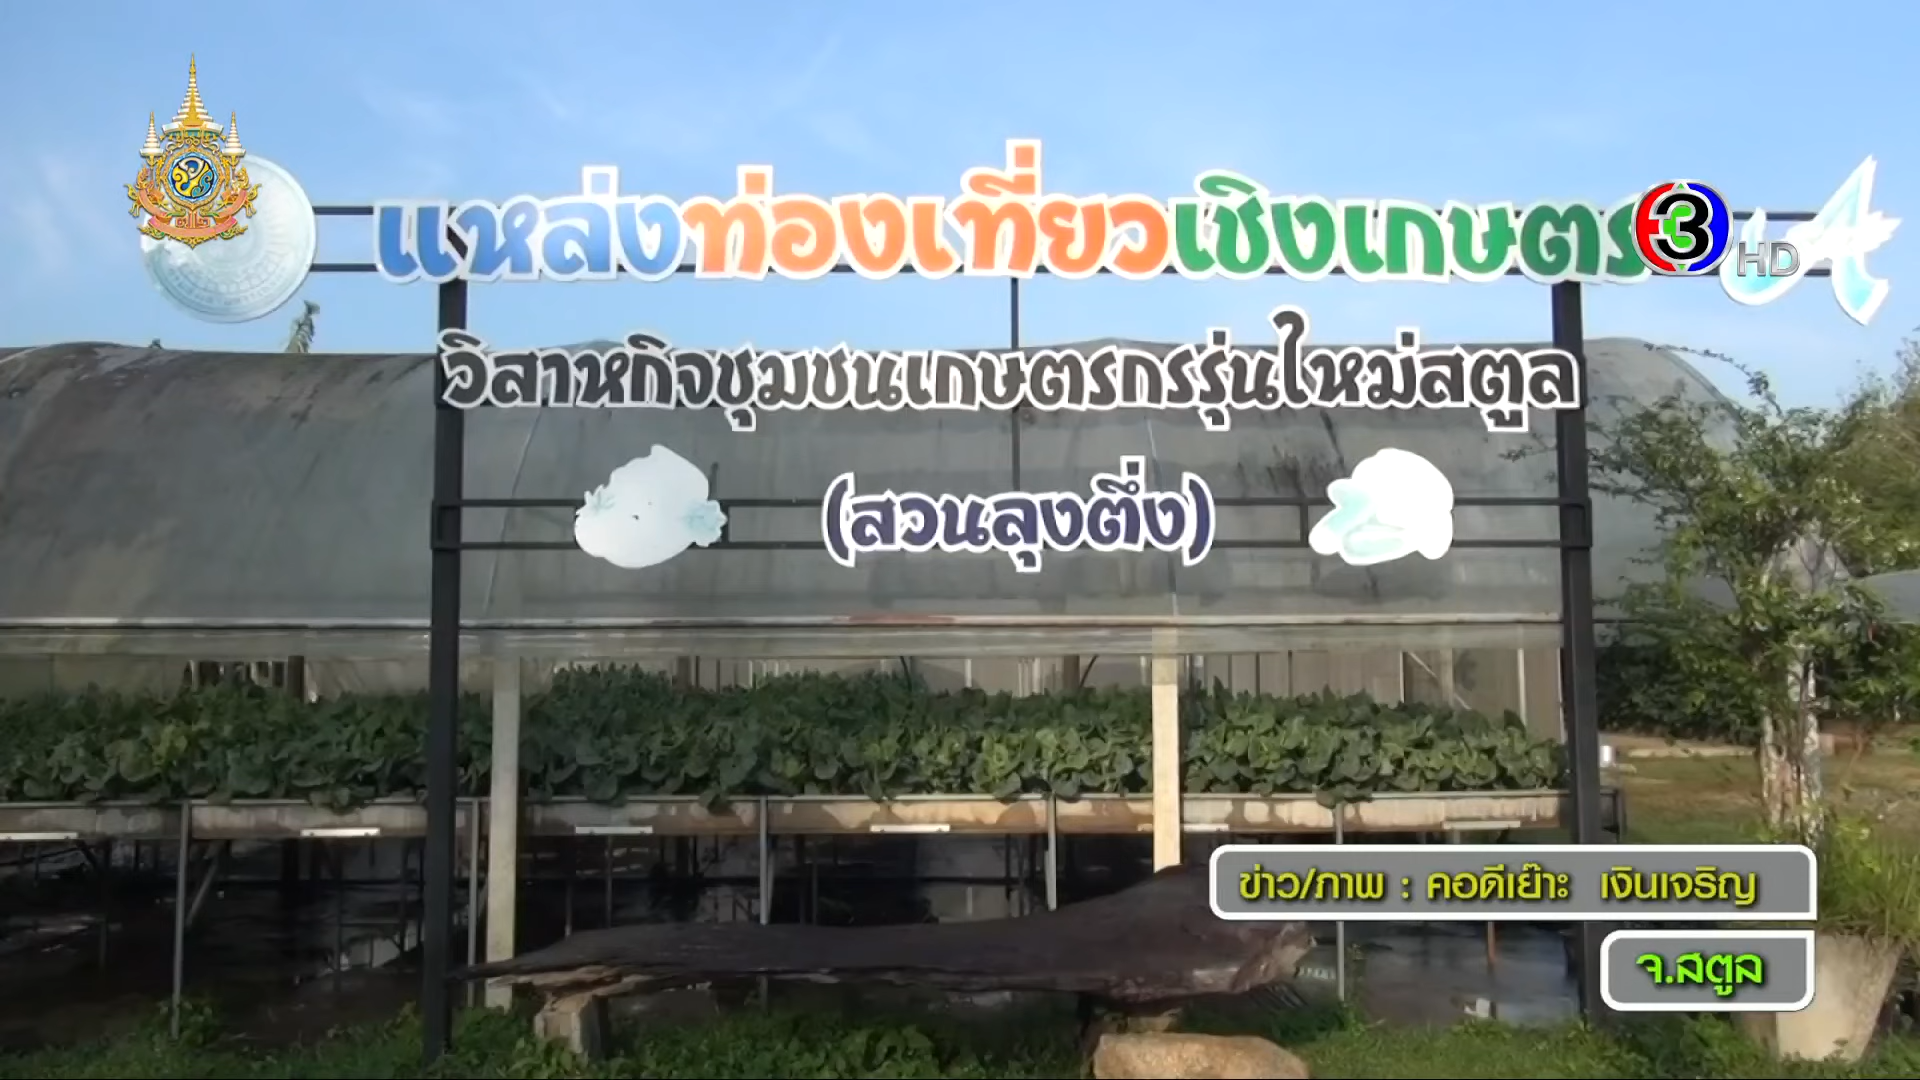 แหล่งท่องเที่ยวเชิงเกษตร
3 HD
วิสาหกิจชุมชนเกษตรกรรุ่นใหม่สตูล
(สวนลุงตึ่ง)
ข่าว/ภาพ : คอดีเย๊าะ เงินเจริญ
จ.สตูล